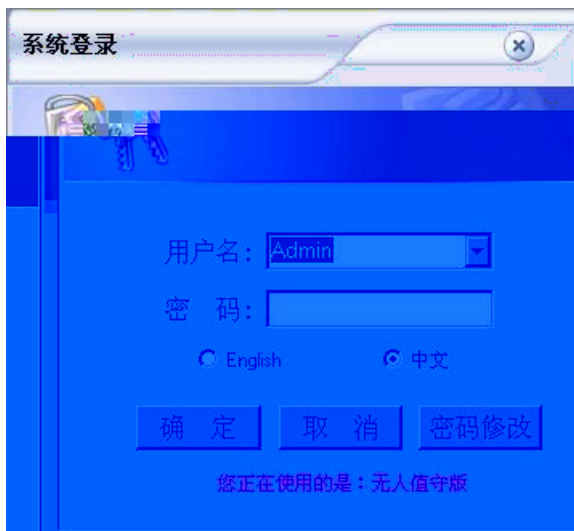 系统登录
用户名: Admin
密 码:
English 中文
确 定 取 消 密码修改
您正在使用的是：无人值守版